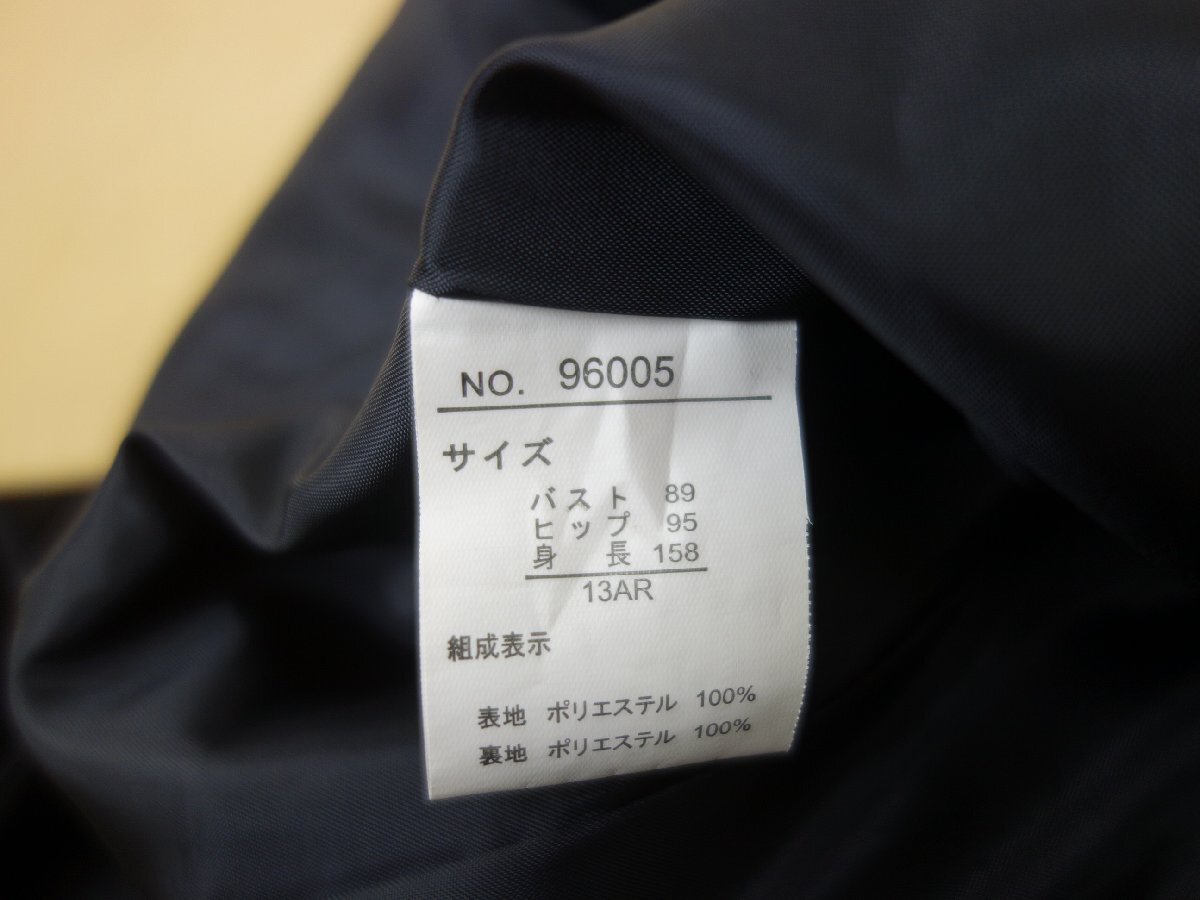 NO. 96005
サイズ
バスト 89
ヒップ 95
身長 158
13AR
組成表示
表地 ポリエステル 100%
裏地 ポリエステル 100%